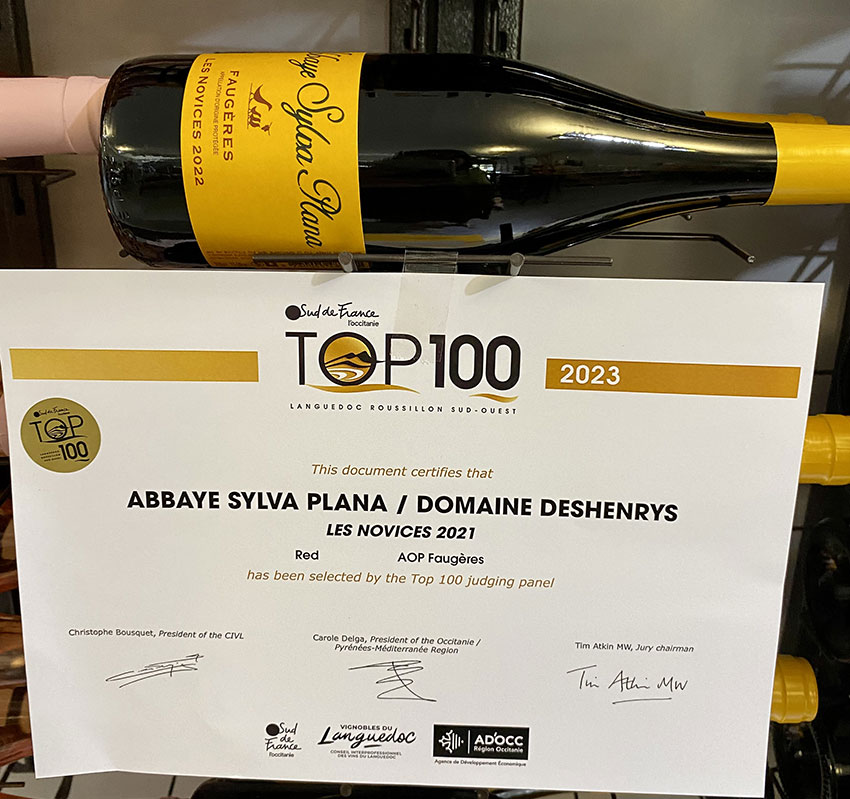 Abbaye Sylva Plana
FAUGÈRES
APPELLATION D'ORIGINE PROTÉGÉE
LES NOVICES 2022
Sud de France
l'occitanie
TOP100
LANGUEDOC ROUSSILLON SUD-OUEST
2023
Sud de France
TOP
100
This document certifies that
ABBAYE SYLVA PLANA / DOMAINE DESHENRYS
LES NOVICES 2021
Red AOP Faugères
has been selected by the Top 100 judging panel
Christophe Bousquet, President of the CIVL
Carole Delga, President of the Occitanie /
Pyrénées-Méditerranée Region
Tim Atkin MW, Jury chairman
Tim Atkin MW
Sud
de
France
l'occitanie
VIGNOBLES DU
Languedoc
CONSEIL INTERPROFESSIONNEL
DES VINS DU LANGUEDOC
AD'OCC
Région Occitanie
Agence de Développement Économique